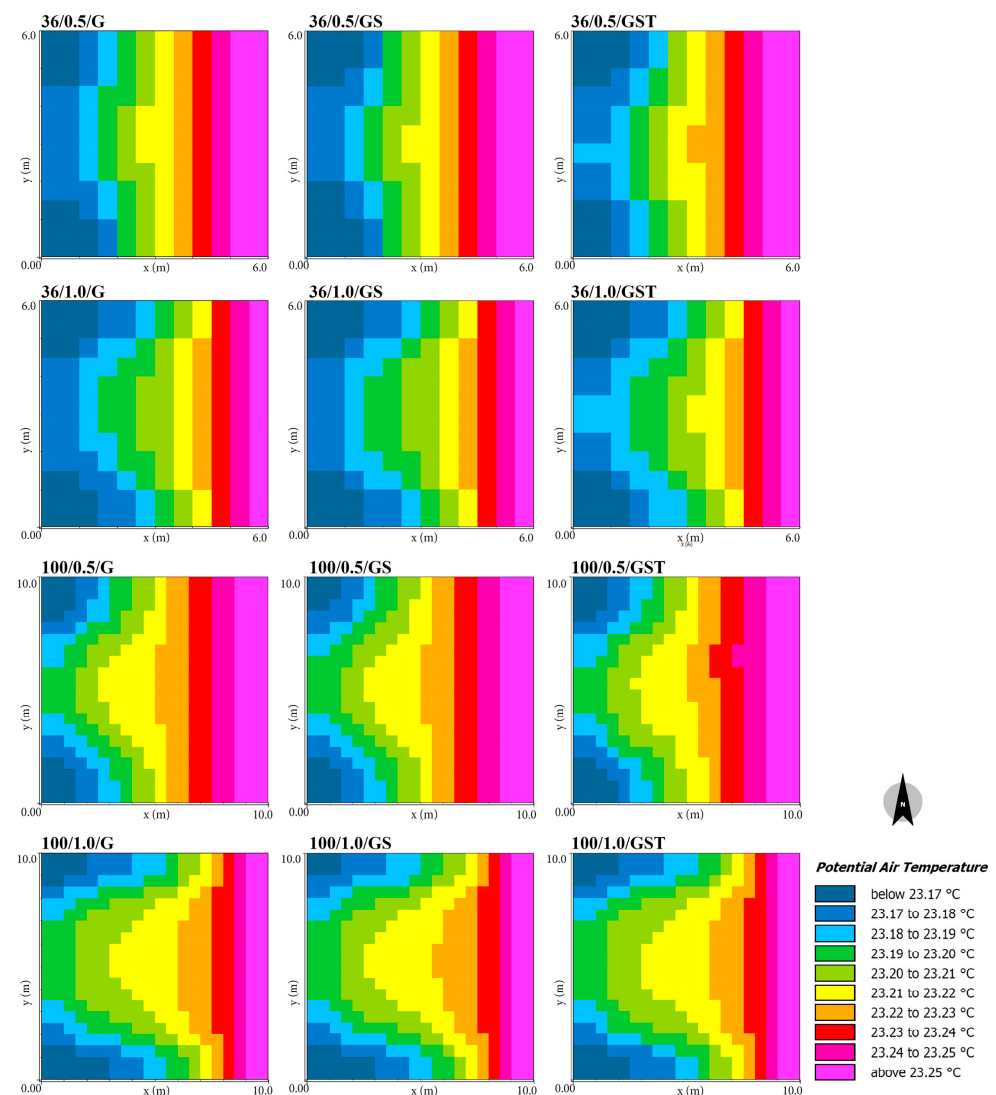 36/0.5/G 36/0.5/GS 36/0.5/GST
6.0 6.0 6.0
y (m) y (m) y (m)
0.00 x (m) 6.0 0.00 x (m) 6.0 0.00 x (m) 6.0
36/1.0/G 36/1.0/GS 36/1.0/GST
6.0 6.0 6.0
y (m) y (m) y (m)
0.00 x (m) 6.0 0.00 x (m) 6.0 0.00 x (m) 6.0
x (m)
100/0.5/G 100/0.5/GS 100/0.5/GST
10.0 10.0 10.0
y (m) y (m) y (m)
0.00 x (m) 10.0 0.00 x (m) 10.0 0.00 x (m) 10.0
N
100/1.0/G 100/1.0/GS 100/1.0/GST
10.0 10.0 10.0
y (m) y (m) y (m)
0.00 x (m) 10.0 0.00 x (m) 10.0 0.00 x (m) 10.0
Potential Air Temperature
below 23.17 °C
23.17 to 23.18 °C
23.18 to 23.19 °C
23.19 to 23.20 °C
23.20 to 23.21 °C
23.21 to 23.22 °C
23.22 to 23.23 °C
23.23 to 23.24 °C
23.24 to 23.25 °C
above 23.25 °C